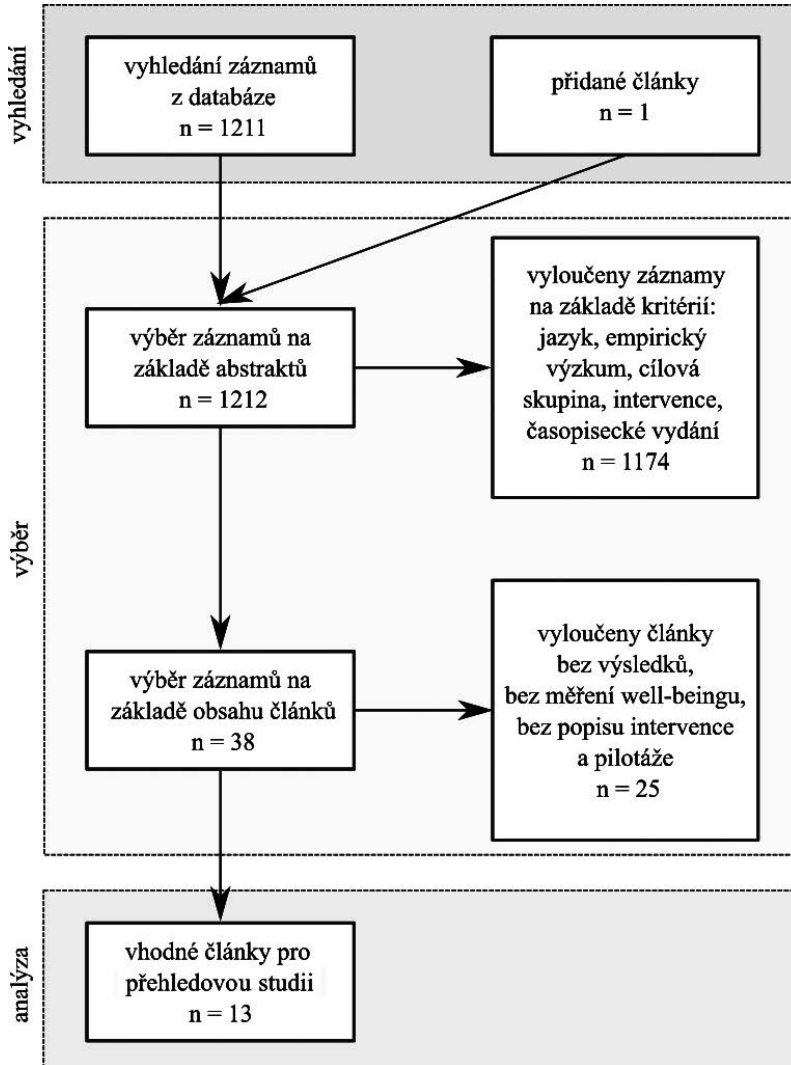 vyhledání
vyhledání záznamů
z databáze
n = 1211
přidané články
n = 1
výběr
výběr záznamů na
základě abstraktů
n = 1212
vyloučeny záznamy
na základě kritérií:
jazyk, empirický
výzkum, cílová
skupina, intervence,
časopisecké vydání
n = 1174
výběr záznamů na
základě obsahu článků
n = 38
vyloučeny články
bez výsledků,
bez měření well-beingu,
bez popisu intervence
a pilotáže
n = 25
analýza
vhodné články pro
přehledovou studii
n = 13